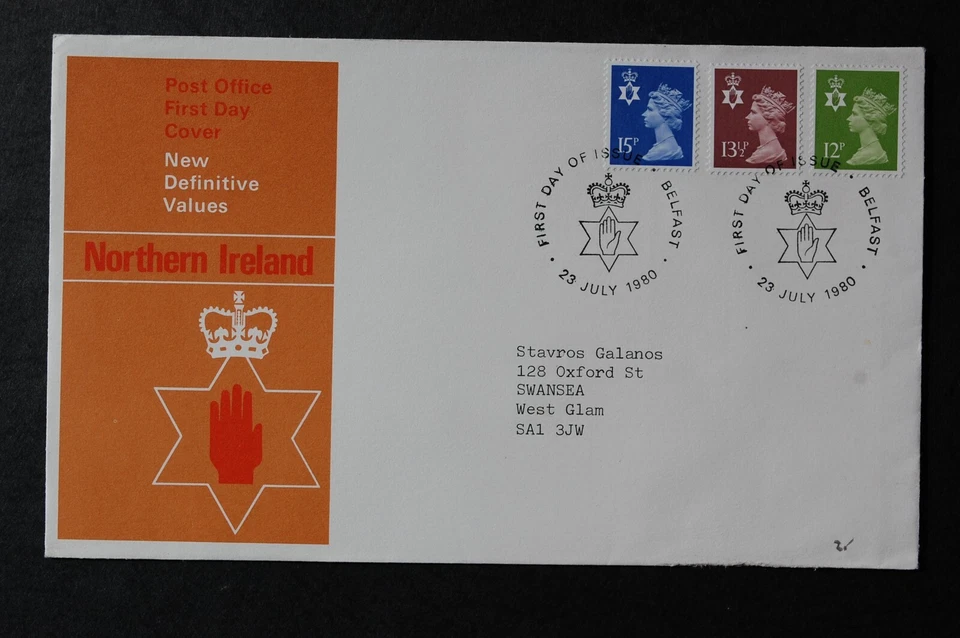 Post Office
First Day
Cover
New
Definitive
Values
Northern Ireland
15P
13½P
12P
FIRST DAY OF ISSUE · BELFAST ·
23 JULY 1980 ·
FIRST DAY OF ISSUE · BELFAST ·
23 JULY 1980 ·
Stavros Galanos
128 Oxford St
SWANSEA
West Glam
SA1 3JW